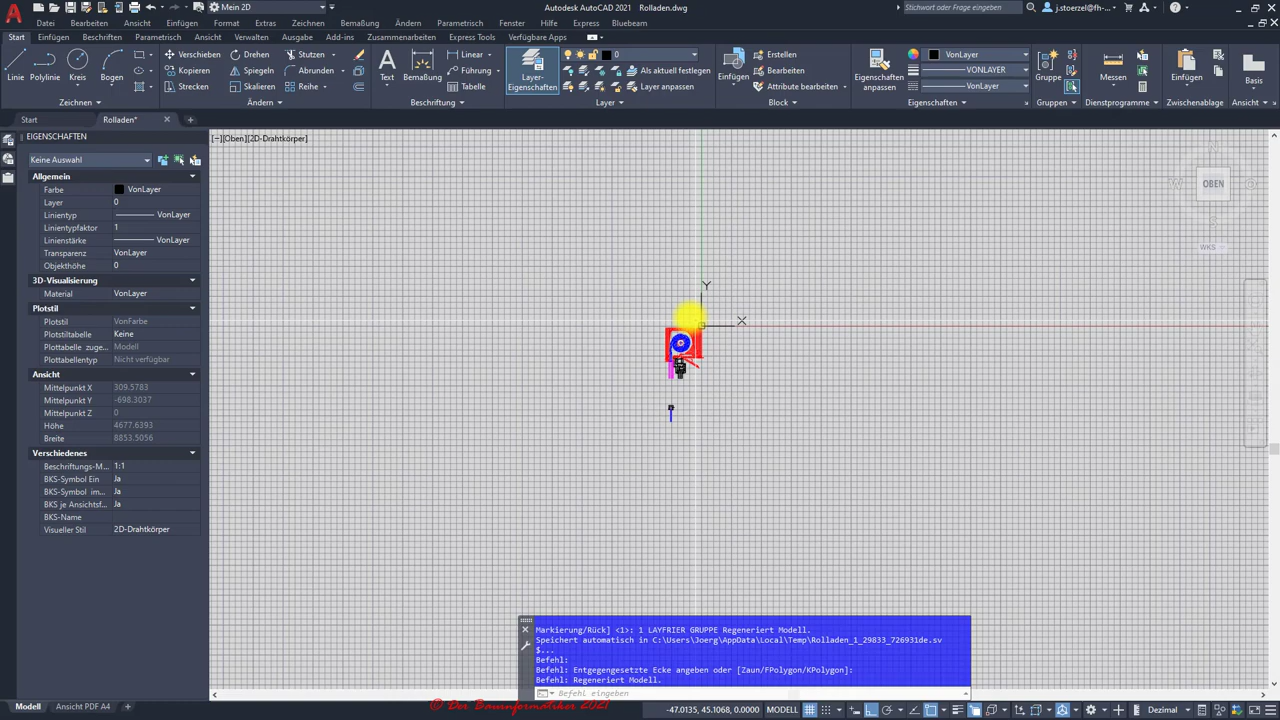 Mein 2D
Autodesk AutoCAD 2021 Rolladen.dwg
Stichwort oder Frage eingeben
j.stoerzel@fh-...
Datei Bearbeiten Ansicht Einfügen Format Extras Zeichnen Bemaßung Ändern Parametrisch Fenster Hilfe Express Bluebeam
Start Einfügen Beschriften Parametrisch Ansicht Verwalten Ausgabe Add-ins Zusammenarbeiten Express Tools Verfügbare Apps
Linie Polylinie Kreis Bogen
Verschieben Drehen Stutzen
Kopieren Spiegeln Abrunden
Strecken Skalieren Reihe
Text Bemaßung
Linear
Führung
Tabelle
Layer-
Eigenschaften
0
Als aktuell festlegen
Layer anpassen
Einfügen
Erstellen
Bearbeiten
Attribute bearbeiten
Eigenschaften
anpassen
VonLayer
VONLAYER
VonLayer
Gruppe
Messen
Einfügen
Basis
Zeichnen Ändern Beschriftung Layer Block Eigenschaften Gruppen Dienstprogramme Zwischenablage Ansicht
Start Rolladen*
EIGENSCHAFTEN
[−][Oben][2D-Drahtkörper]
Keine Auswahl
Allgemein
Farbe VonLayer
Layer 0
Linientyp VonLayer
Linientypfaktor 1
Linienstärke VonLayer
Transparenz VonLayer
Objekthöhe 0
3D-Visualisierung
Material VonLayer
Plotstil
Plotstil VonFarbe
Plotstiltabelle Keine
Plottabelle zuge... Modell
Plottabellentyp Nicht verfügbar
Ansicht
Mittelpunkt X 309.5783
Mittelpunkt Y -698.3037
Mittelpunkt Z 0
Höhe 4677.6393
Breite 8853.5056
Verschiedenes
Beschriftungs-M... 1:1
BKS-Symbol Ein Ja
BKS-Symbol im... Ja
BKS je Ansichtsf... Ja
BKS-Name
Visueller Stil 2D-Drahtkörper
Y
X
N
W OBEN O
S
WKS
Markierung/Rück] <1>: 1 LAYFRIER GRUPPE Regeneriert Modell.
Speichert automatisch in C:\Users\Joerg\AppData\Local\Temp\Rolladen_1_29833_726931de.sv
$...
Befehl:
Befehl: Entgegengesetzte Ecke angeben oder [Zaun/FPolygon/KPolygon]:
Befehl: Regeneriert Modell.
Befehl eingeben
Modell Ansicht PDF A4
© Der Bauinformatiker 2021
-47.0135, 45.1068, 0.0000 MODELL
1:1
Dezimal